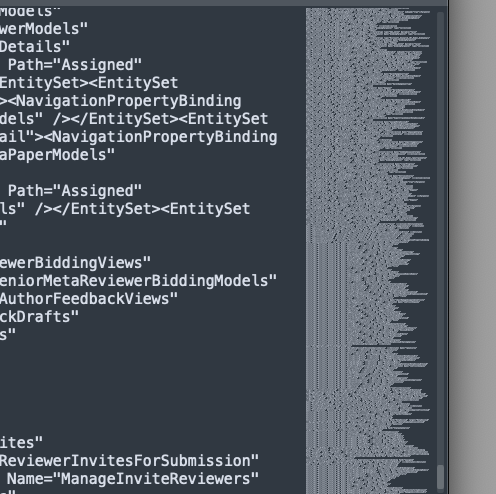 Models"
werModels"
Details"
Path="Assigned"
EntitySet><EntitySet
><NavigationPropertyBinding
dels" /></EntitySet><EntitySet
ail"><NavigationPropertyBinding
aPaperModels"
Path="Assigned"
ls" /></EntitySet><EntitySet
"
ewerBiddingViews"
eniorMetaReviewerBiddingModels"
AuthorFeedbackViews"
ckDrafts"
s"
ites"
ReviewerInvitesForSubmission"
Name="ManageInviteReviewers"
s"